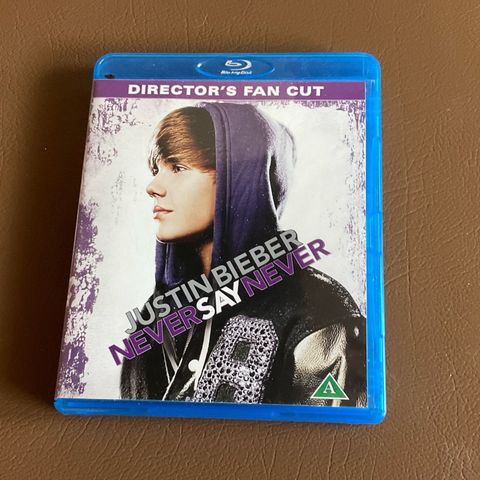 Blu-ray Disc
DIRECTOR'S FAN CUT
JUSTIN BIEBER
NEVER SAY NEVER
A